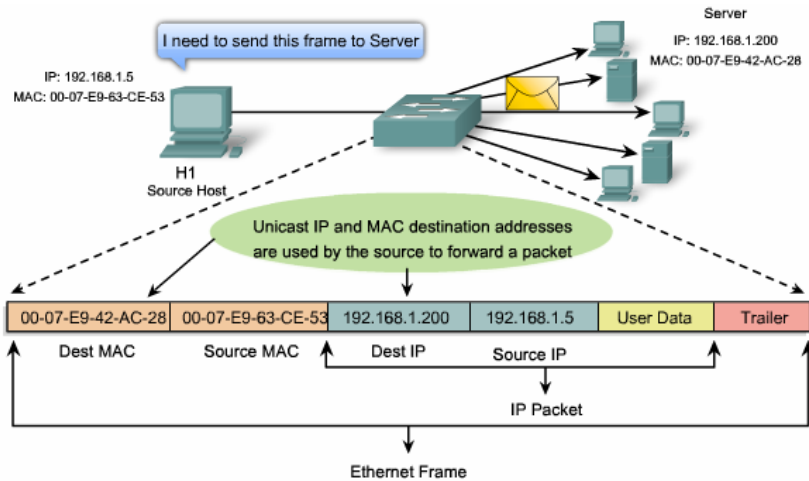 Server
I need to send this frame to Server
IP: 192.168.1.200
MAC: 00-07-E9-42-AC-28
IP: 192.168.1.5
MAC: 00-07-E9-63-CE-53
H1
Source Host
Unicast IP and MAC destination addresses
are used by the source to forward a packet
00-07-E9-42-AC-28 00-07-E9-63-CE-53 192.168.1.200 192.168.1.5 User Data Trailer
Dest MAC Source MAC Dest IP Source IP
IP Packet
Ethernet Frame